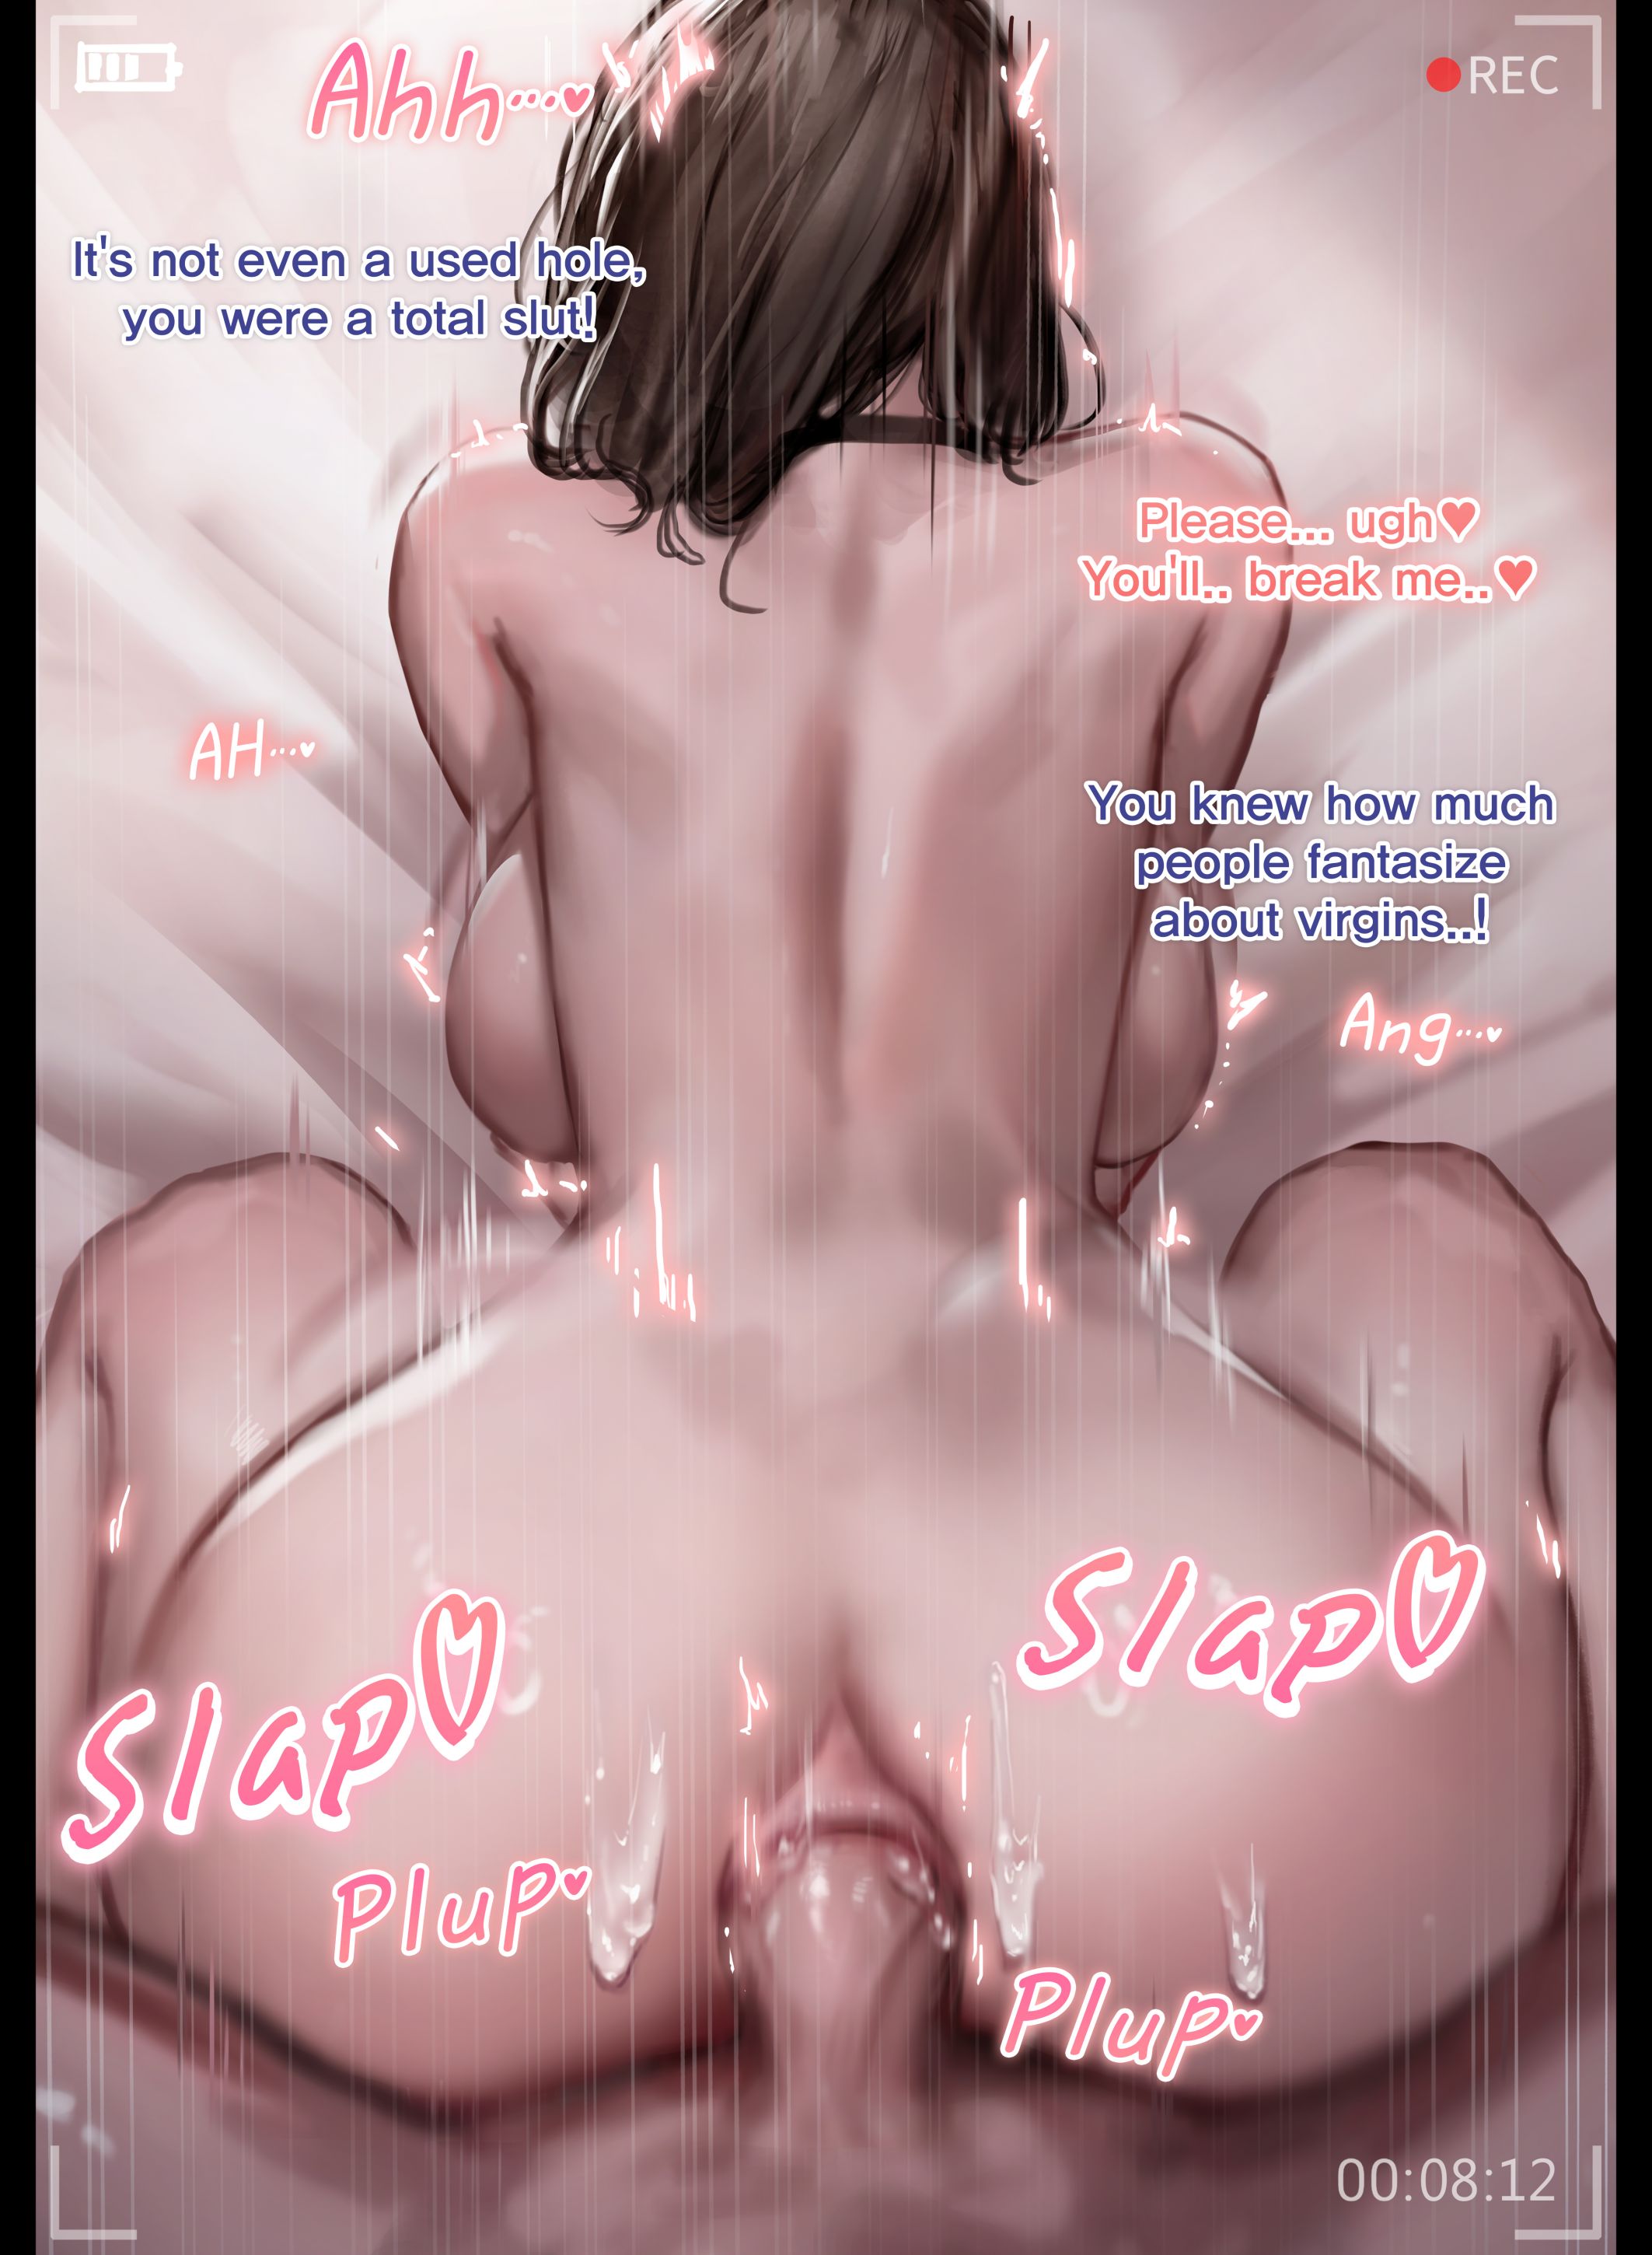 Ahh...♥
REC
It's not even a used hole,
you were a total slut!
Please... ugh♥
You'll.. break me..♥
AH...♥
You knew how much
people fantasize
about virgins..!
Ang...♥
Slap♡
Slap♡
Plup♥
Plup♥
00:08:12